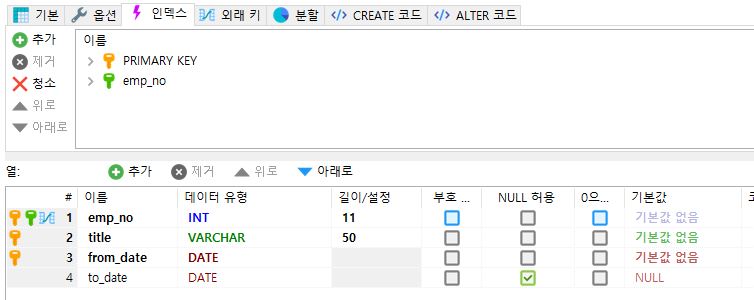 기본 옵션 인덱스 외래 키 분할 CREATE 코드 ALTER 코드
추가
제거
청소
위로
아래로
이름
PRIMARY KEY
emp_no
열: 추가 제거 위로 아래로
# 이름 데이터 유형 길이/설정 부호 ... NULL 허용 0으... 기본값
1 emp_no INT 11 기본값 없음
2 title VARCHAR 50 기본값 없음
3 from_date DATE 기본값 없음
4 to_date DATE NULL